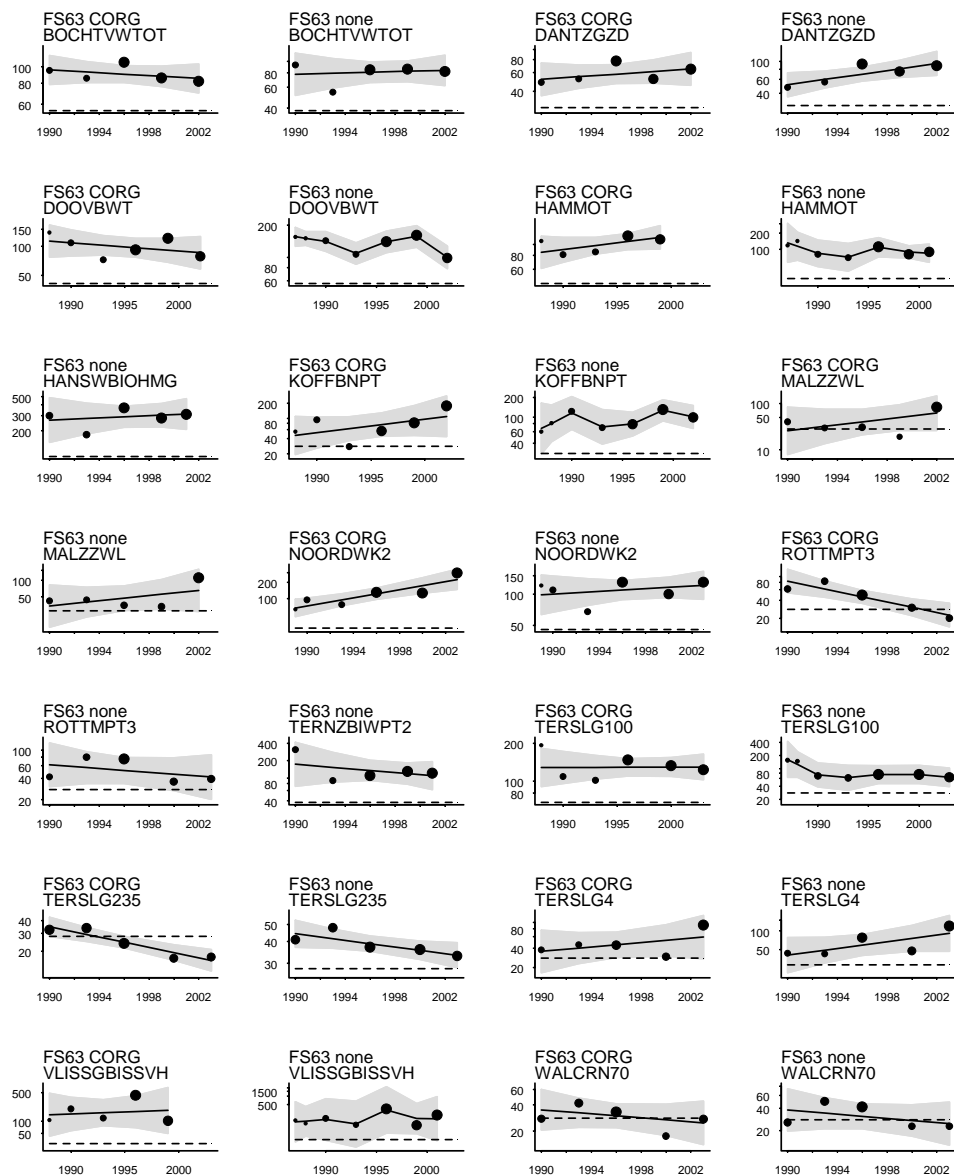 FS63 CORG
BOCHTVWTOT
100
80
60
1990 1994 1998 2002
FS63 none
BOCHTVWTOT
80
60
40
1990 1994 1998 2002
FS63 CORG
DANTZGZD
80
60
40
1990 1994 1998 2002
FS63 none
DANTZGZD
100
60
40
1990 1994 1998 2002
FS63 CORG
DOOVBWT
150
100
50
1990 1995 2000
FS63 none
DOOVBWT
200
80
60
1990 1995 2000
FS63 CORG
HAMMOT
80
60
1990 1995 2000
FS63 none
HAMMOT
200
100
1990 1995 2000
FS63 none
HANSWBIOHMG
500
300
200
1990 1994 1998 2002
FS63 CORG
KOFFBNPT
200
80
40
20
1990 1995 2000
FS63 none
KOFFBNPT
200
100
60
40
1990 1995 2000
FS63 CORG
MALZZWL
100
50
10
1990 1994 1998 2002
FS63 none
MALZZWL
100
50
1990 1994 1998 2002
FS63 CORG
NOORDWK2
200
100
1990 1995 2000
FS63 none
NOORDWK2
150
100
50
1990 1995 2000
FS63 CORG
ROTTMPT3
80
40
20
1990 1994 1998 2002
FS63 none
ROTTMPT3
100
60
40
20
1990 1994 1998 2002
FS63 none
TERNZBIWPT2
400
200
80
40
1990 1994 1998 2002
FS63 CORG
TERSLG100
200
100
80
1990 1995 2000
FS63 none
TERSLG100
400
200
80
40
20
1990 1995 2000
FS63 CORG
TERSLG235
40
30
20
1990 1994 1998 2002
FS63 none
TERSLG235
50
40
30
1990 1994 1998 2002
FS63 CORG
TERSLG4
80
40
20
1990 1994 1998 2002
FS63 none
TERSLG4
100
50
1990 1994 1998 2002
FS63 CORG
VLISSGBISSVH
500
100
50
1990 1995 2000
FS63 none
VLISSGBISSVH
1500
500
1990 1995 2000
FS63 CORG
WALCRN70
60
40
20
1990 1994 1998 2002
FS63 none
WALCRN70
60
40
20
1990 1994 1998 2002